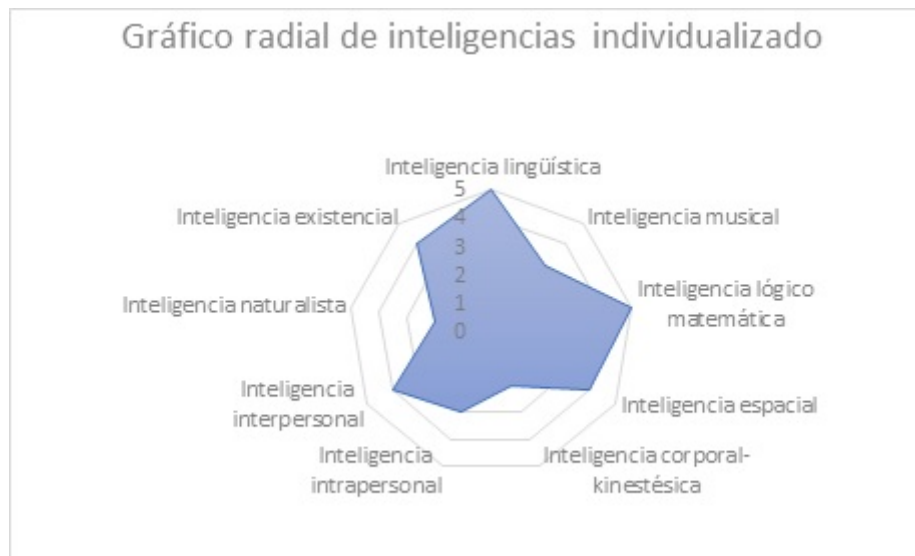 Gráfico radial de inteligencias individualizado
Inteligencia lingüística
5
4
3
2
1
0
Inteligencia musical
Inteligencia lógico
matemática
Inteligencia espacial
Inteligencia corporal-
kinestésica
Inteligencia
intrapersonal
Inteligencia
interpersonal
Inteligencia naturalista
Inteligencia existencial